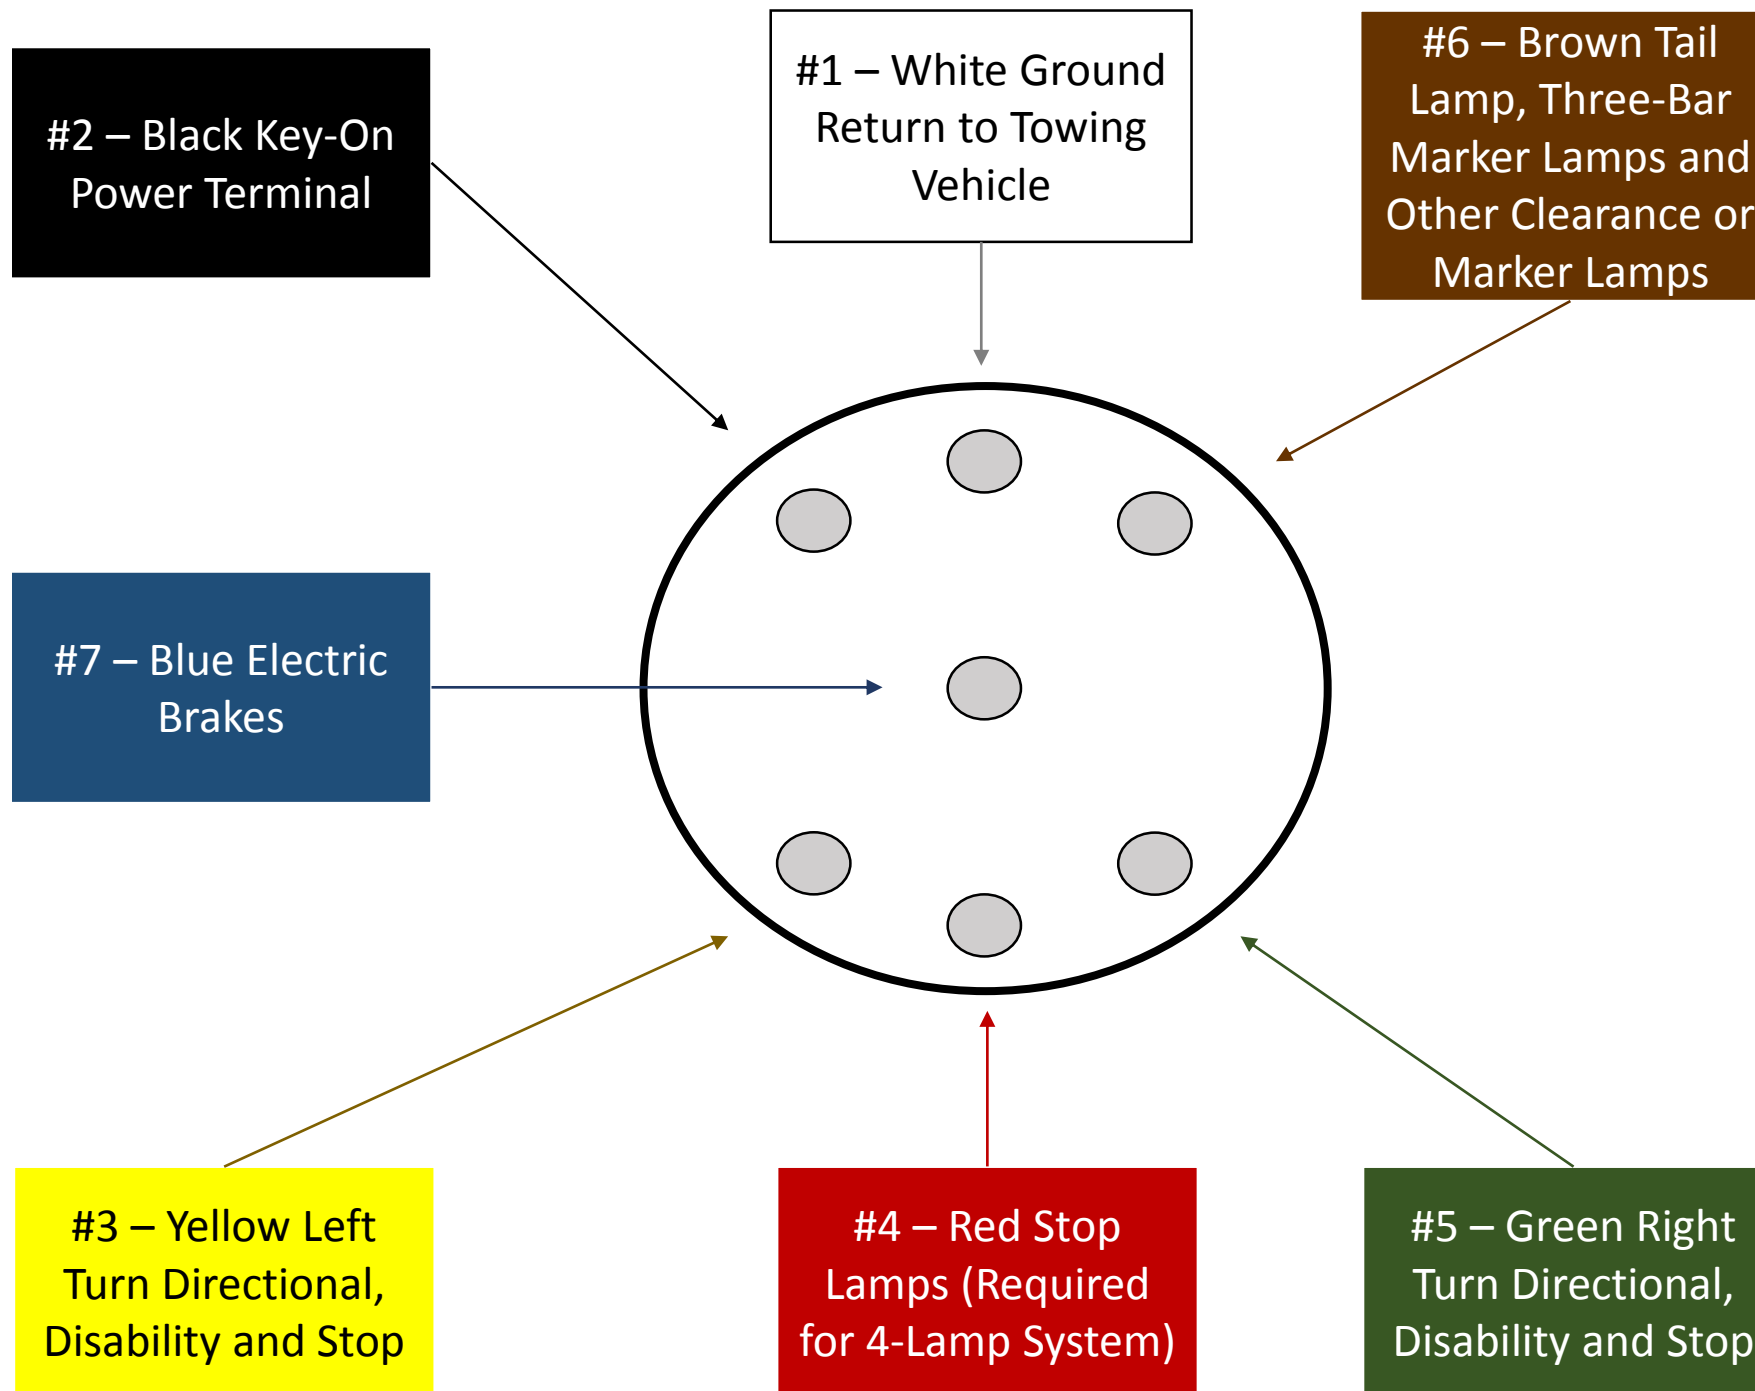 #2 – Black Key-On
Power Terminal
#1 – White Ground
Return to Towing
Vehicle
#6 – Brown Tail
Lamp, Three-Bar
Marker Lamps and
Other Clearance or
Marker Lamps
#7 – Blue Electric
Brakes
#3 – Yellow Left
Turn Directional,
Disability and Stop
#4 – Red Stop
Lamps (Required
for 4-Lamp System)
#5 – Green Right
Turn Directional,
Disability and Stop